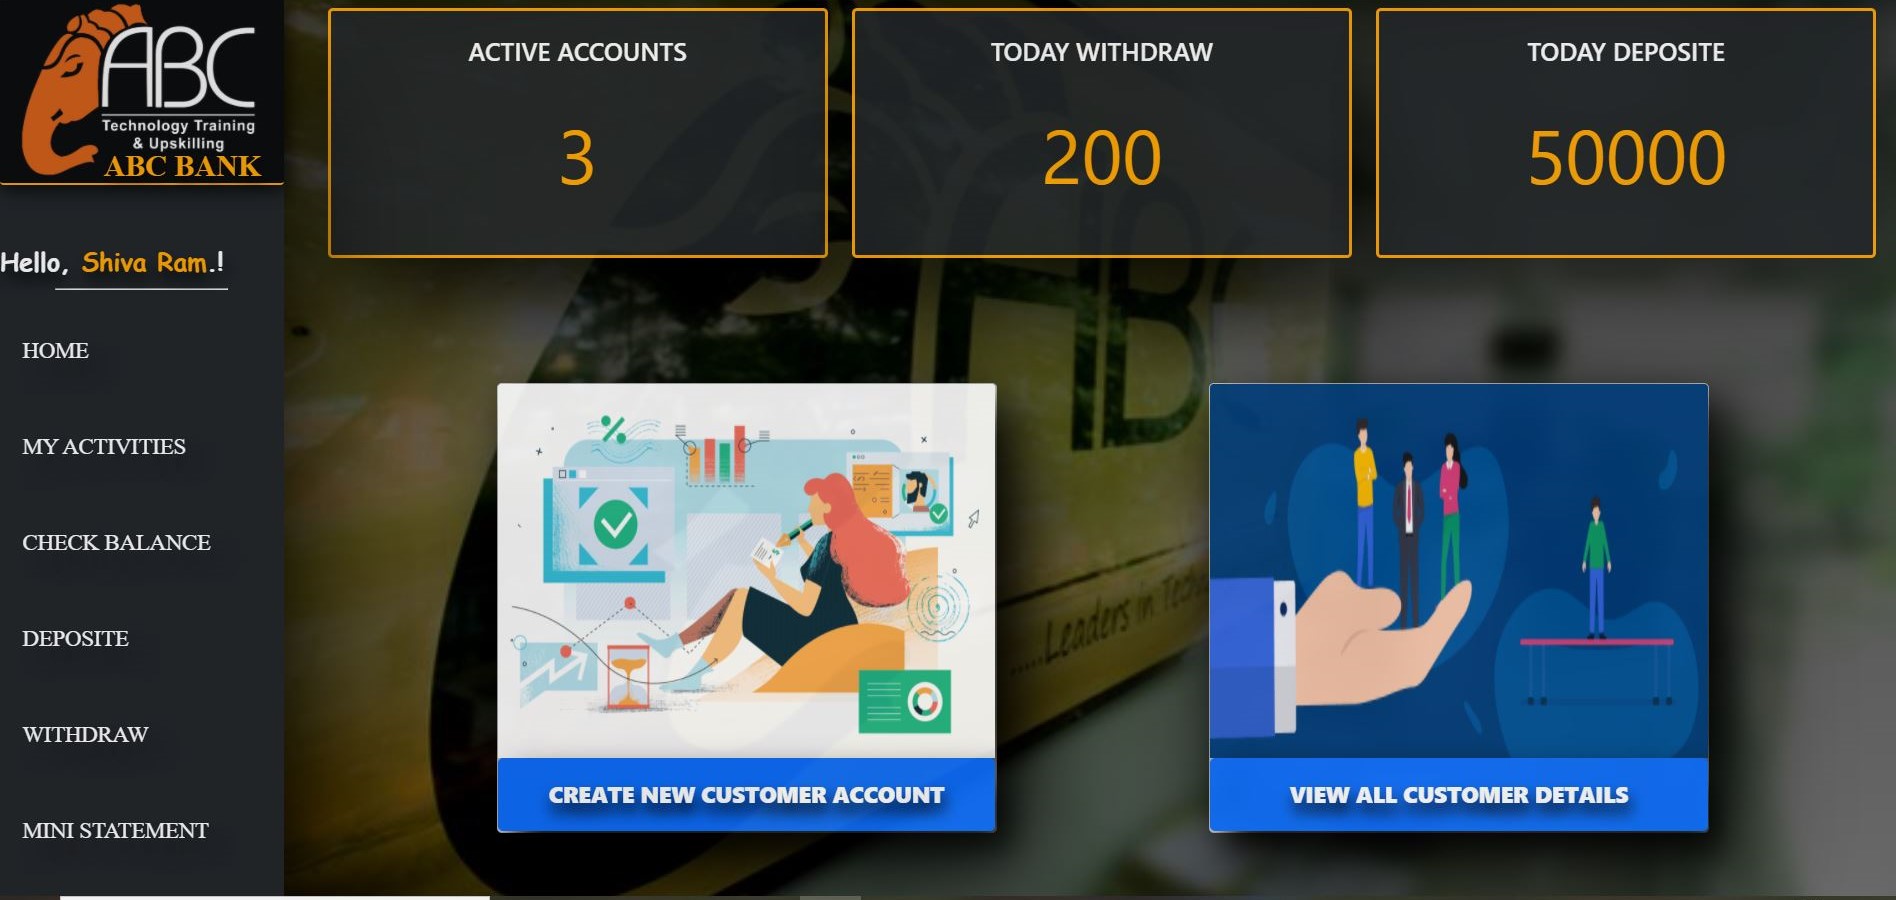 ABC
Technology Training
& Upskilling
ABC BANK
Hello, Shiva Ram.!
HOME
MY ACTIVITIES
CHECK BALANCE
DEPOSITE
WITHDRAW
MINI STATEMENT
ACTIVE ACCOUNTS
3
TODAY WITHDRAW
200
TODAY DEPOSITE
50000
ABC
.....Leaders in
CREATE NEW CUSTOMER ACCOUNT
VIEW ALL CUSTOMER DETAILS